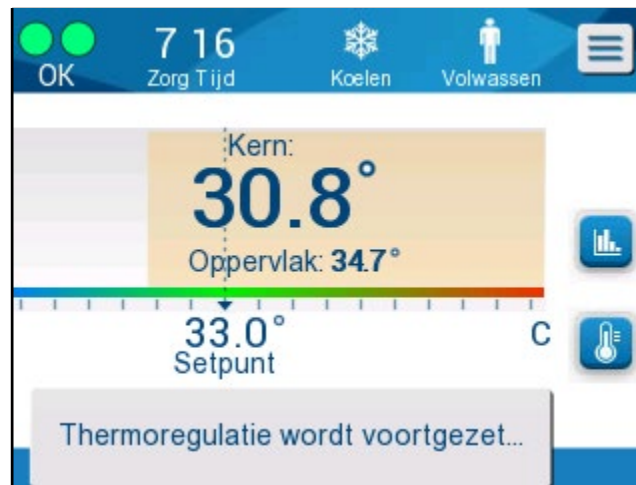 OK
7 16
Zorg Tijd
Koelen
Volwassen
Kern:
30.8°
Oppervlak: 34.7°
33.0°
C
Setpunt
Thermoregulatie wordt voortgezet...